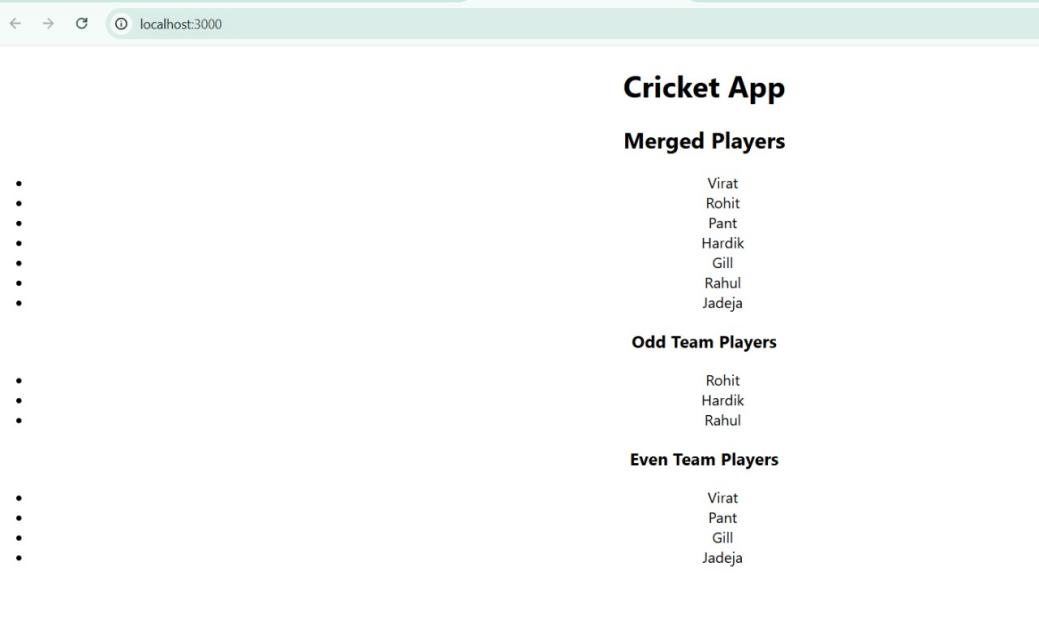 localhost:3000
Cricket App
Merged Players
Virat
Rohit
Pant
Hardik
Gill
Rahul
Jadeja
Odd Team Players
Rohit
Hardik
Rahul
Even Team Players
Virat
Pant
Gill
Jadeja